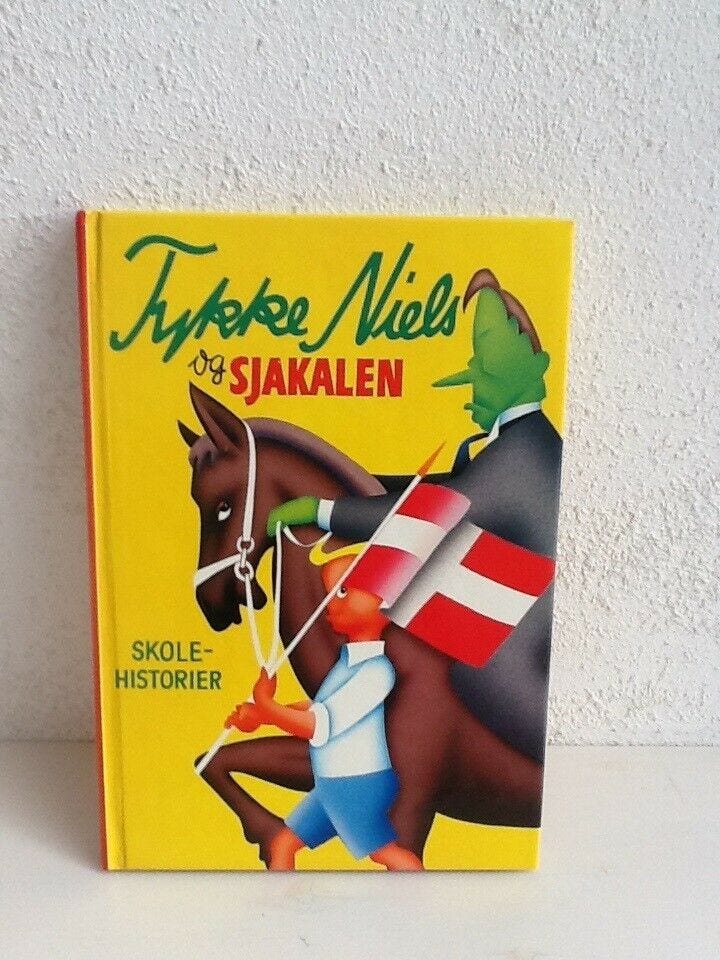 Tykke Niels
og SJAKALEN
SKOLE-
HISTORIER